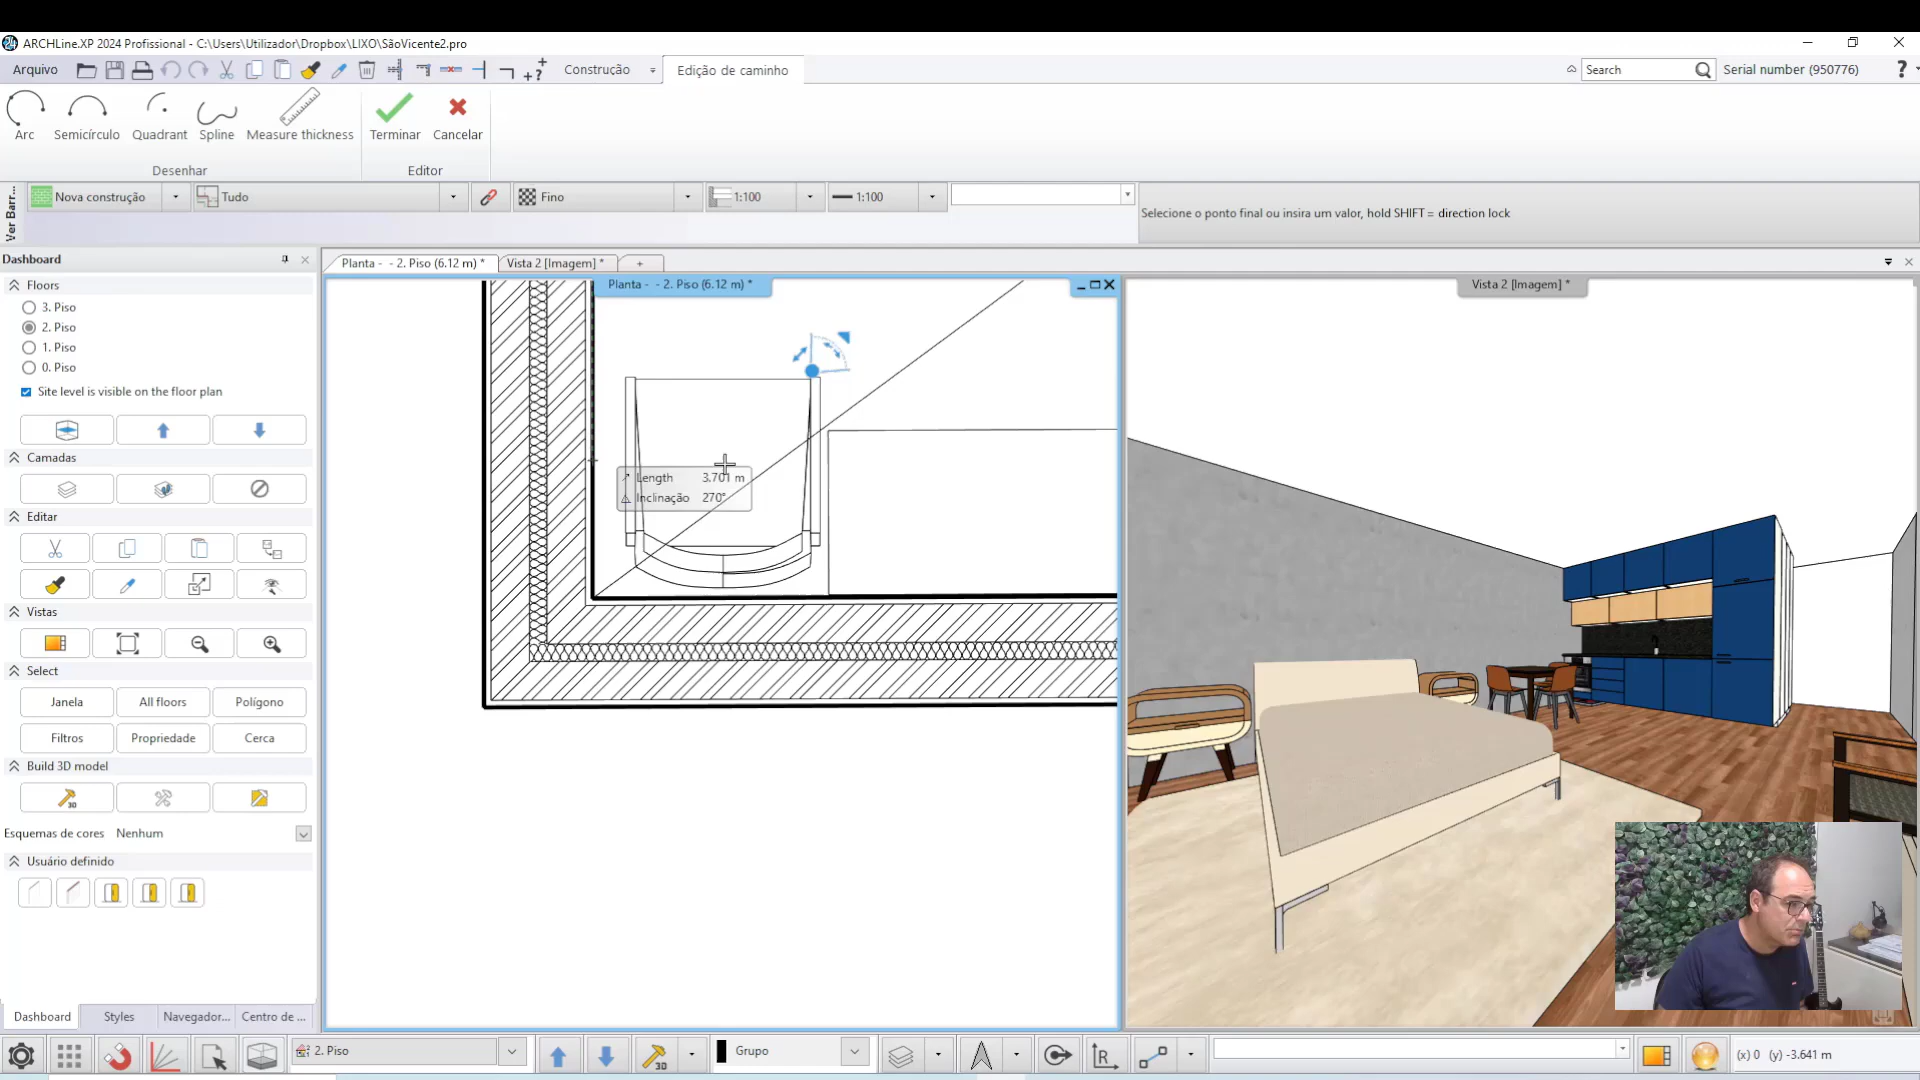 ARCHLine.XP 2024 Profissional - C:\Users\Utilizador\Dropbox\LIXO\SãoVicente2.pro
Arquivo
Construção
Edição de caminho
Search
Serial number (950776)
?
Arc
Semicírculo
Quadrant
Spline
Measure thickness
Terminar
Cancelar
Desenhar
Editor
Ver Barr...
Nova construção
Tudo
Fino
1:100
1:100
Selecione o ponto final ou insira um valor, hold SHIFT = direction lock
Dashboard
Planta - - 2. Piso (6.12 m) *
Vista 2 [Imagem] *
+
Planta - - 2. Piso (6.12 m) *
Vista 2 [Imagem] *
Floors
3. Piso
2. Piso
1. Piso
0. Piso
Site level is visible on the floor plan
Camadas
Editar
Vistas
Select
Janela
All floors
Polígono
Filtros
Propriedade
Cerca
Build 3D model
3D
Esquemas de cores
Nenhum
Usuário definido
Length 3.701 m
Inclinação 270°
Dashboard
Styles
Navegador...
Centro de ...
2. Piso
3D
Grupo
R
(x) 0 (y) -3.641 m